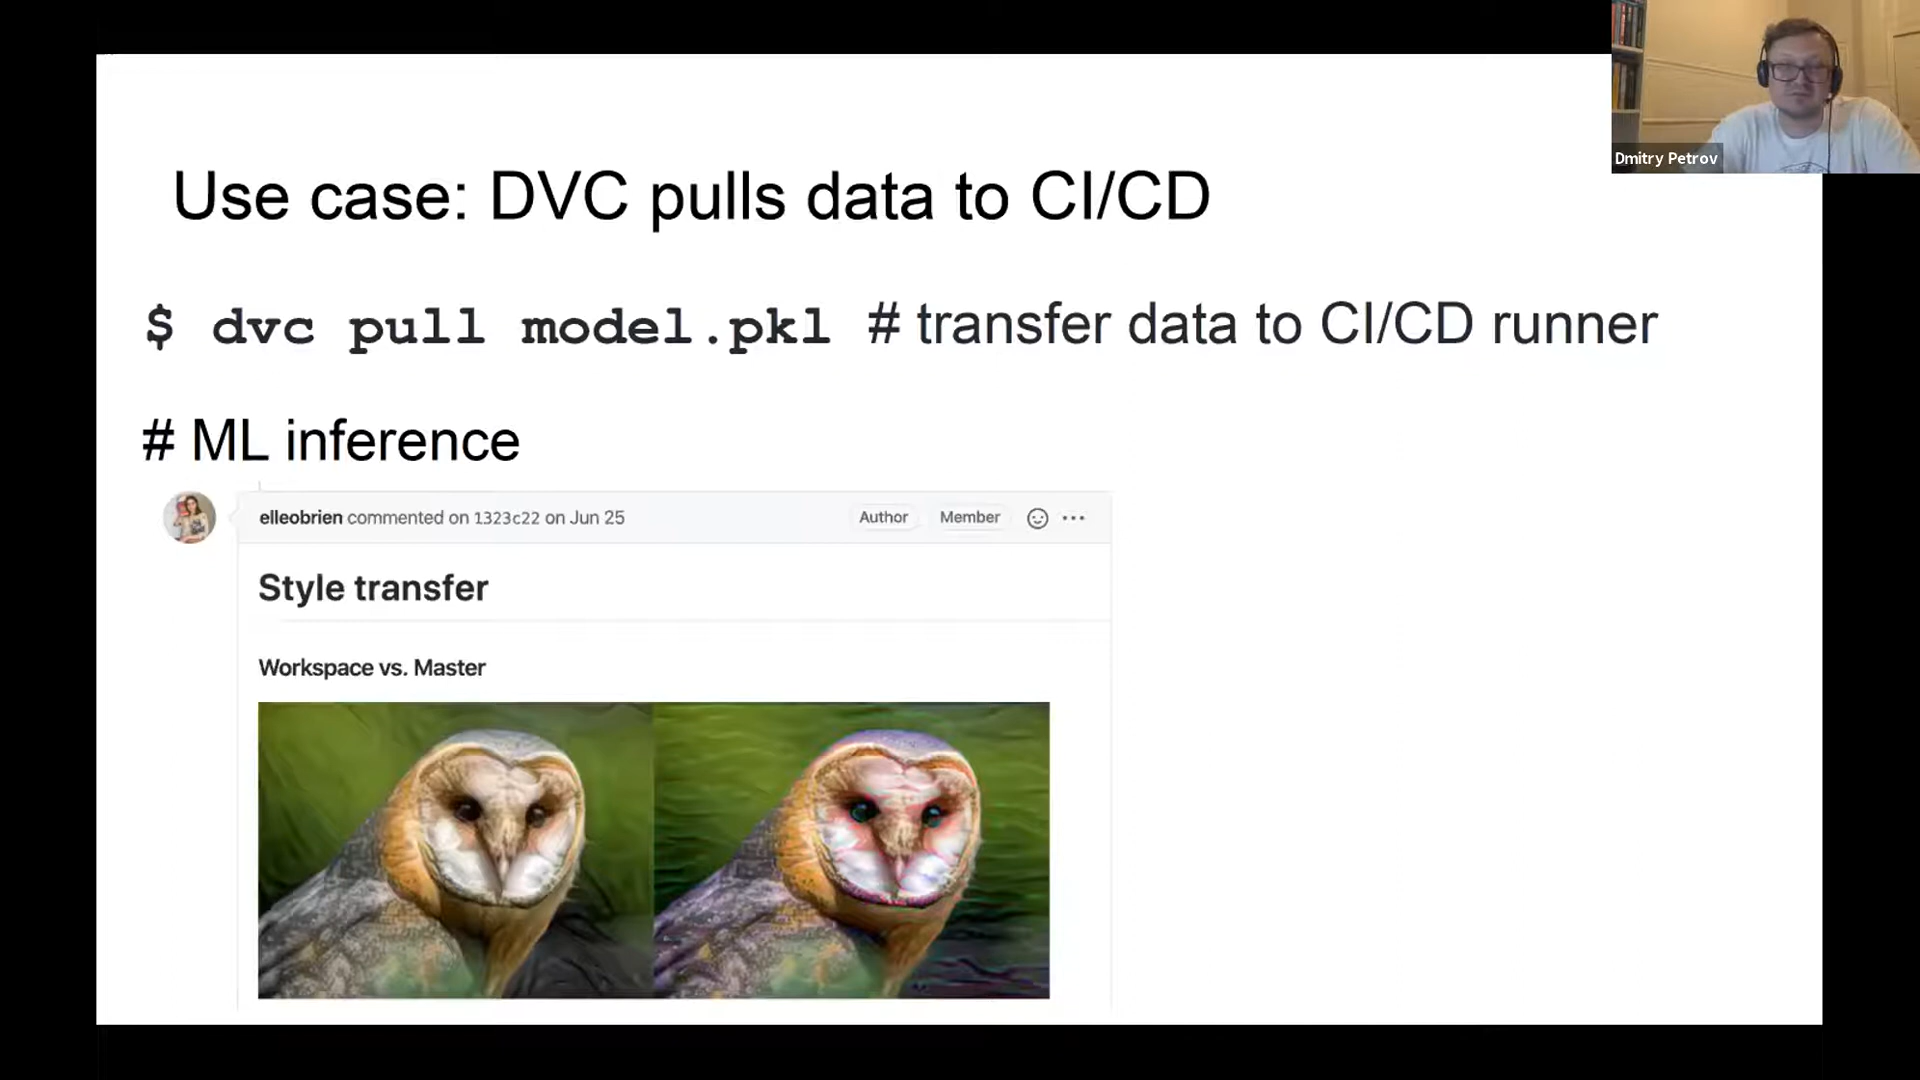 Dmitry Petrov
Use case: DVC pulls data to CI/CD
$ dvc pull model.pkl # transfer data to CI/CD runner
# ML inference
elleobrien commented on 1323c22 on Jun 25 Author Member
Style transfer
Workspace vs. Master